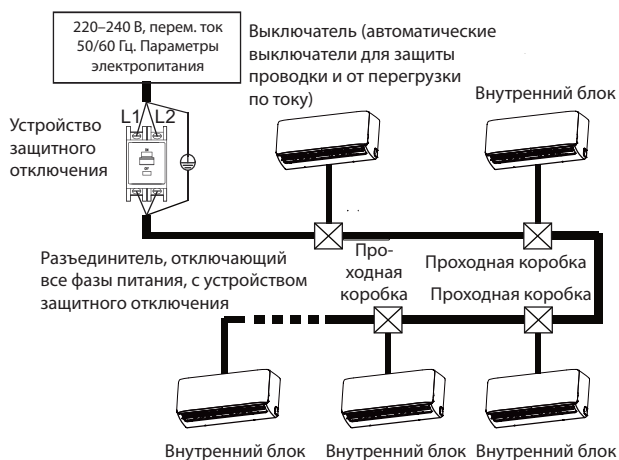 220–240 В, перем. ток
50/60 Гц. Параметры
электропитания
Выключатель (автоматические
выключатели для защиты
проводки и от перегрузки
по току)
Внутренний блок
L1 L2
Устройство
защитного
отключения
Разъединитель, отключающий
все фазы питания, с устройством
защитного отключения
Про-
ходная
коробка
Проходная коробка
Проходная коробка
Внутренний блок
Внутренний блок
Внутренний блок